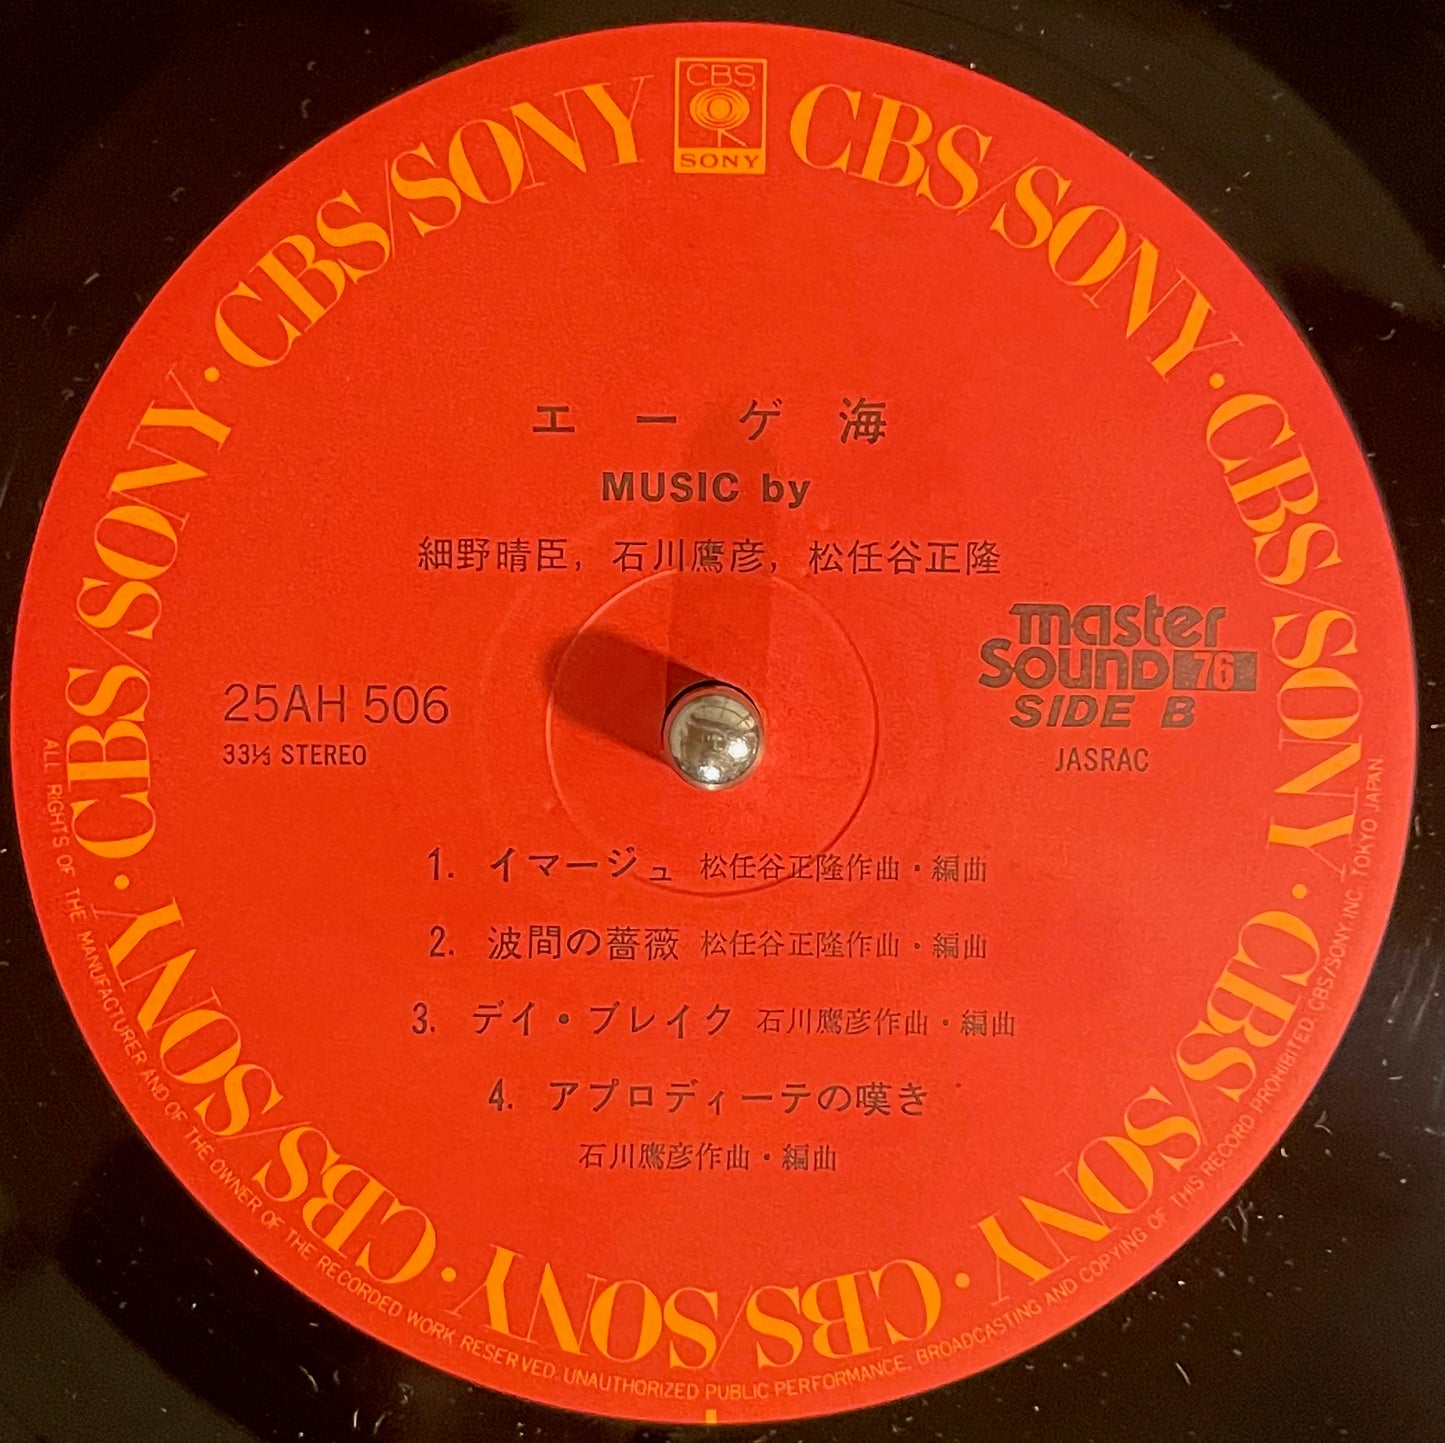 CBS
SONY
CBS/SONY · CBS/SONY · CBS/SONY · CBS/SONY · CBS/SONY · CBS/SONY · CBS/SONY · CBS/SONY
エーゲ海
MUSIC by
細野晴臣, 石川鷹彦, 松任谷正隆
master
Sound 76
SIDE B
JASRAC
25AH 506
33⅓ STEREO
1. イマージュ 松任谷正隆作曲・編曲
2. 波間の薔薇 松任谷正隆作曲・編曲
3. デイ・ブレイク 石川鷹彦作曲・編曲
4. アプロディーテの嘆き
石川鷹彦作曲・編曲
ALL RIGHTS OF THE MANUFACTURER AND OF THE OWNER OF THE RECORDED WORK RESERVED. UNAUTHORIZED PUBLIC PERFORMANCE, BROADCASTING AND COPYING OF THIS RECORD PROHIBITED. CBS/SONY INC. TOKYO JAPAN